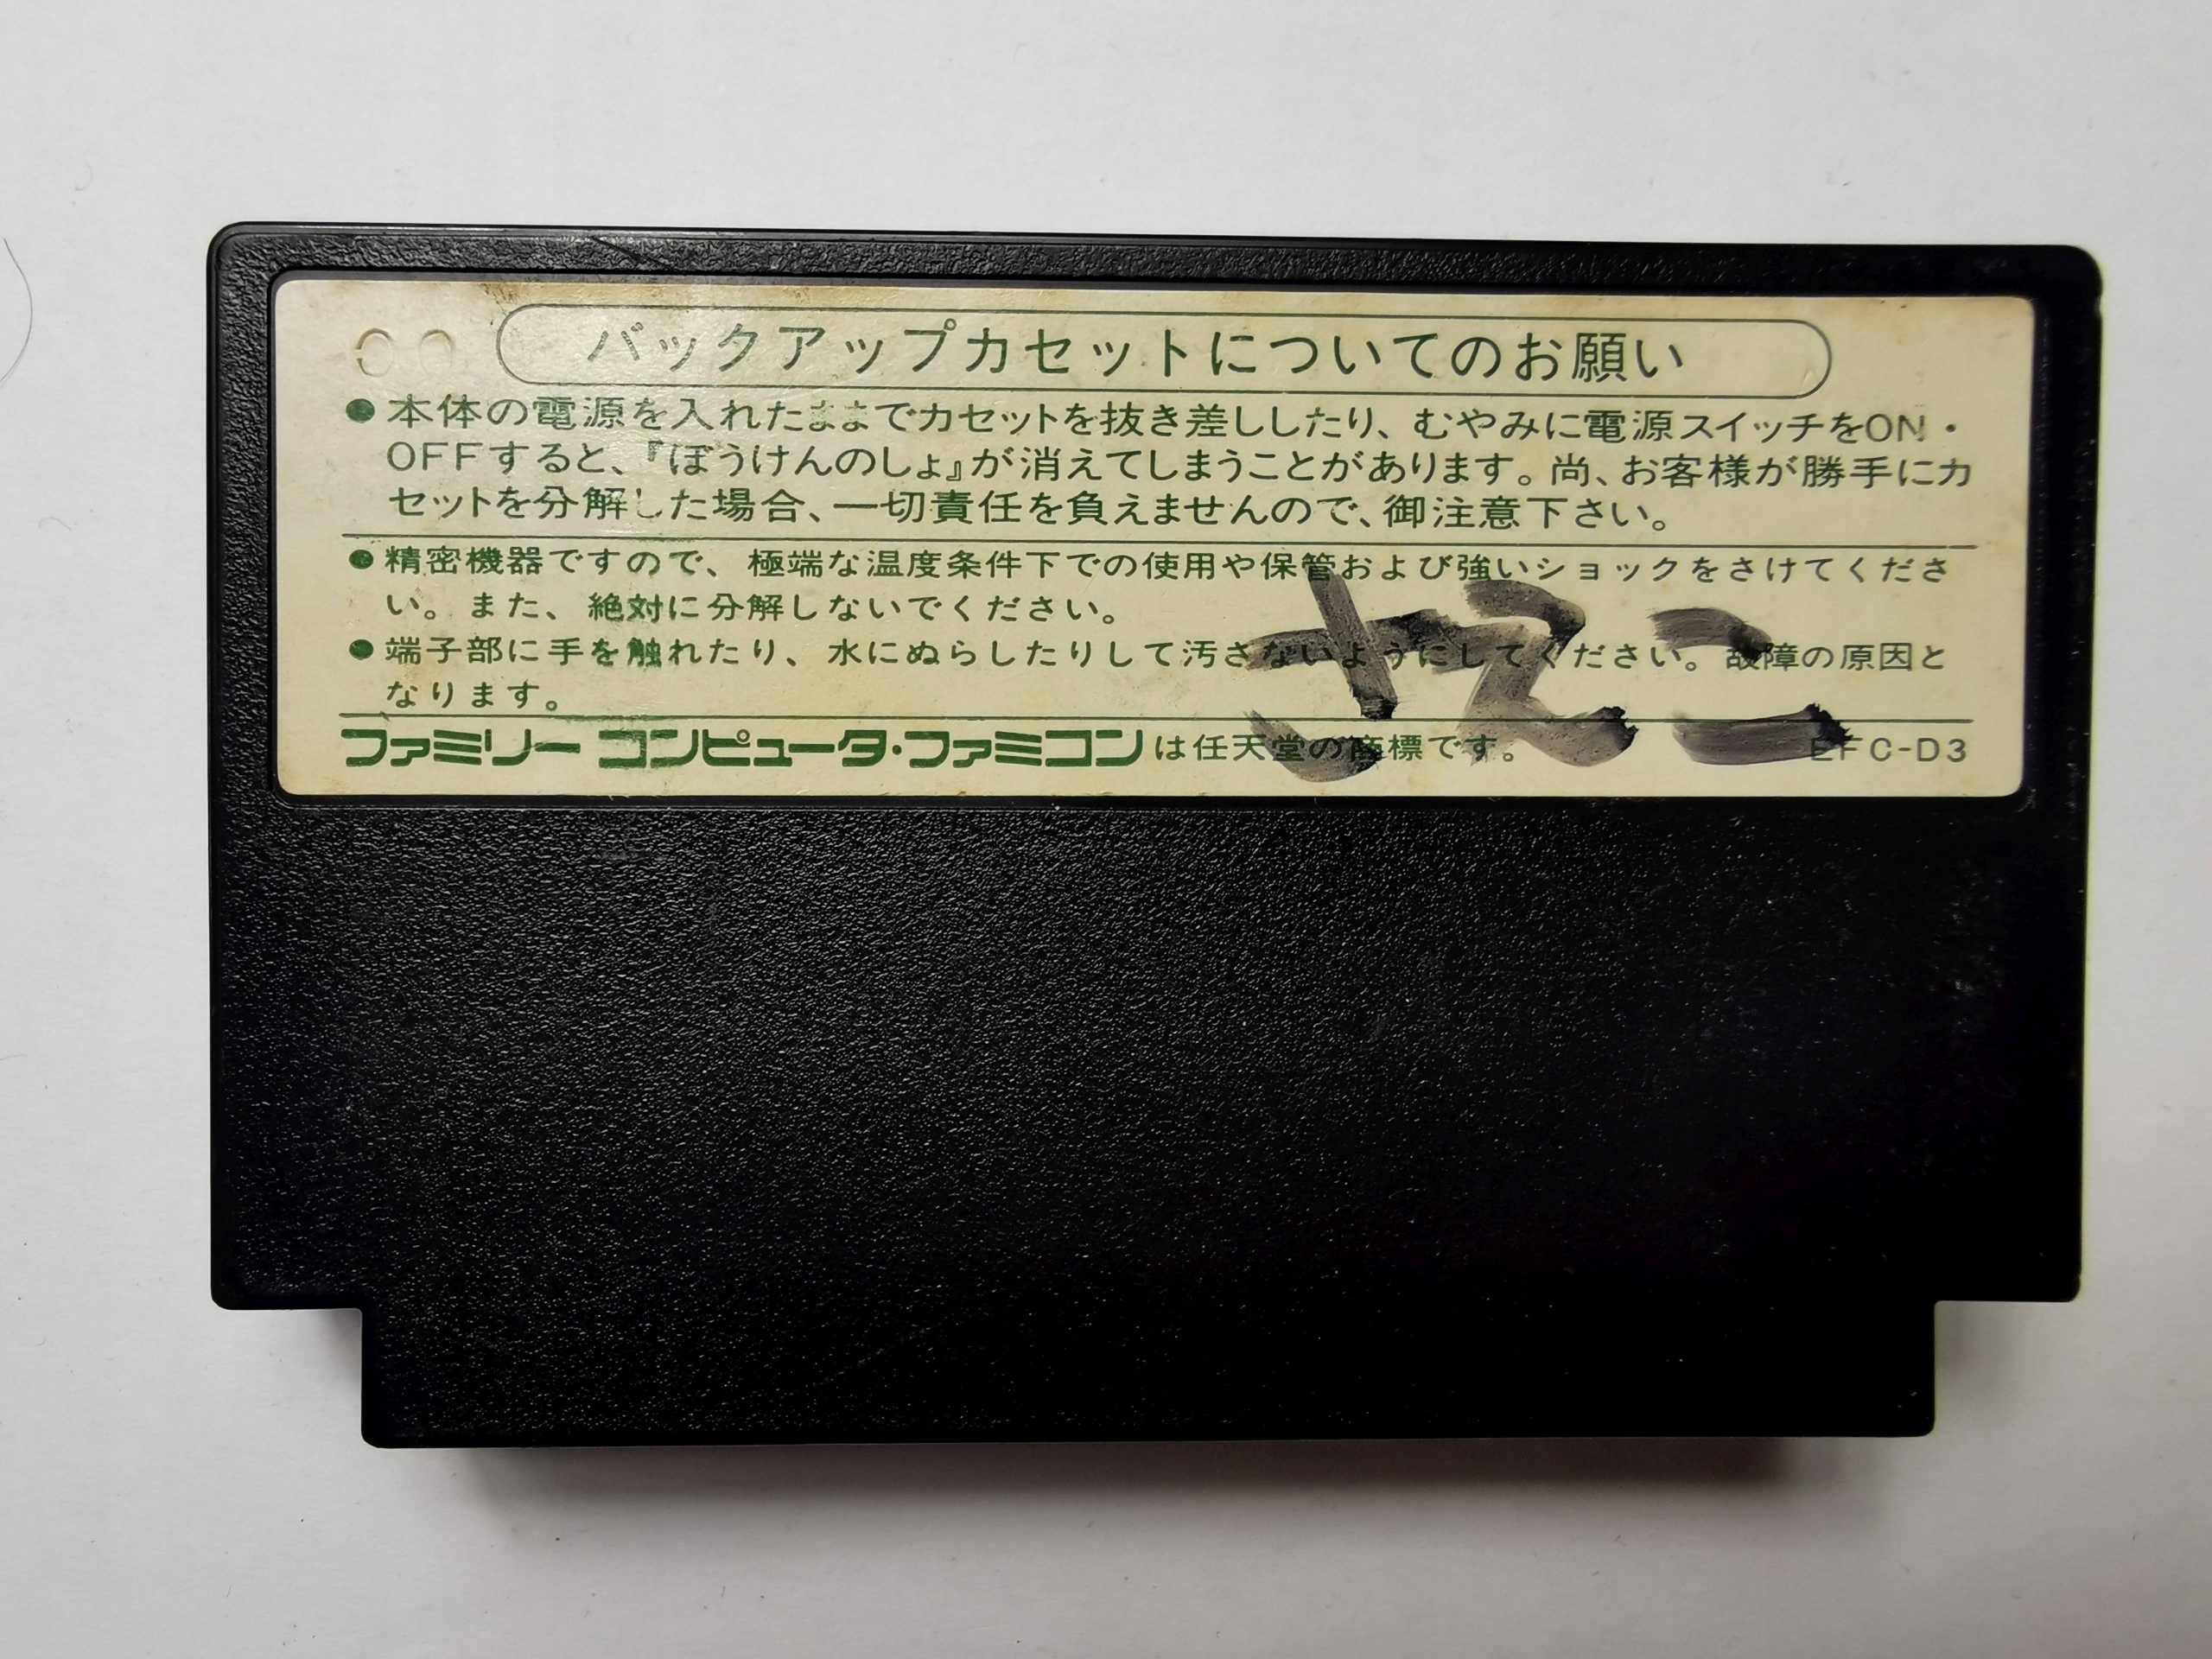 バックアップカセットについてのお願い
●本体の電源を入れたままでカセットを抜き差ししたり、むやみに電源スイッチをON・
OFFすると、『ぼうけんのしょ』が消えてしまうことがあります。尚、お客様が勝手にカ
セットを分解した場合、一切責任を負えませんので、御注意下さい。
●精密機器ですので、極端な温度条件下での使用や保管および強いショックをさけてくださ
い。また、絶対に分解しないでください。
●端子部に手を触れたり、水にぬらしたりして汚さないようにしてください。故障の原因と
なります。
ファミリーコンピュータ・ファミコンは任天堂の商標です。 EFC-D3